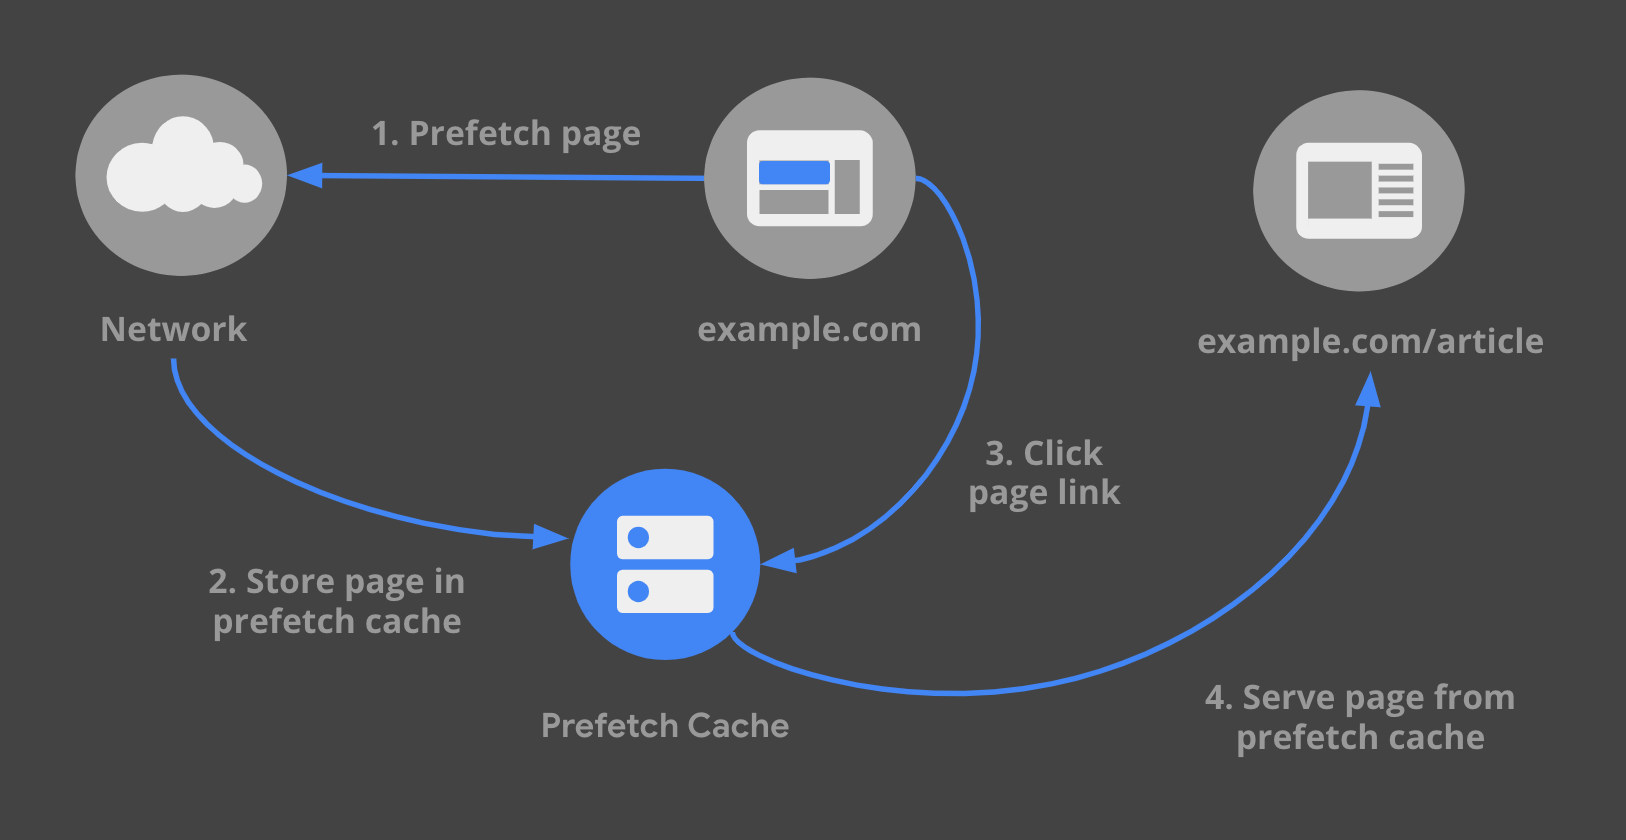 1. Prefetch page
Network
example.com
example.com/article
3. Click
page link
2. Store page in
prefetch cache
Prefetch Cache
4. Serve page from
prefetch cache